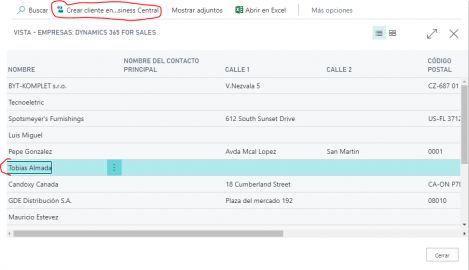 Buscar Crear cliente en...siness Central Mostrar adjuntos Abrir en Excel Más opciones
VISTA - EMPRESAS: DYNAMICS 365 FOR SALES
NOMBRE NOMBRE DEL CONTACTO PRINCIPAL CALLE 1 CALLE 2 CÓDIGO POSTAL
BYT-KOMPLET s.r.o. V.Nezvala 5 CZ-687 01
Tecnoeletric
Spotsmeyer's Furnishings 612 South Sunset Drive US-FL 3712
Luis Miguel
Pepe Gonzalez Avda Mcal Lopez San Martin 0001
Tobias Almada
Candoxy Canada 18 Cumberland Street CA-ON P7B
GDE Distribución S.A. Plaza del mercado 192 08010
Mauricio Estevez
Cerrar